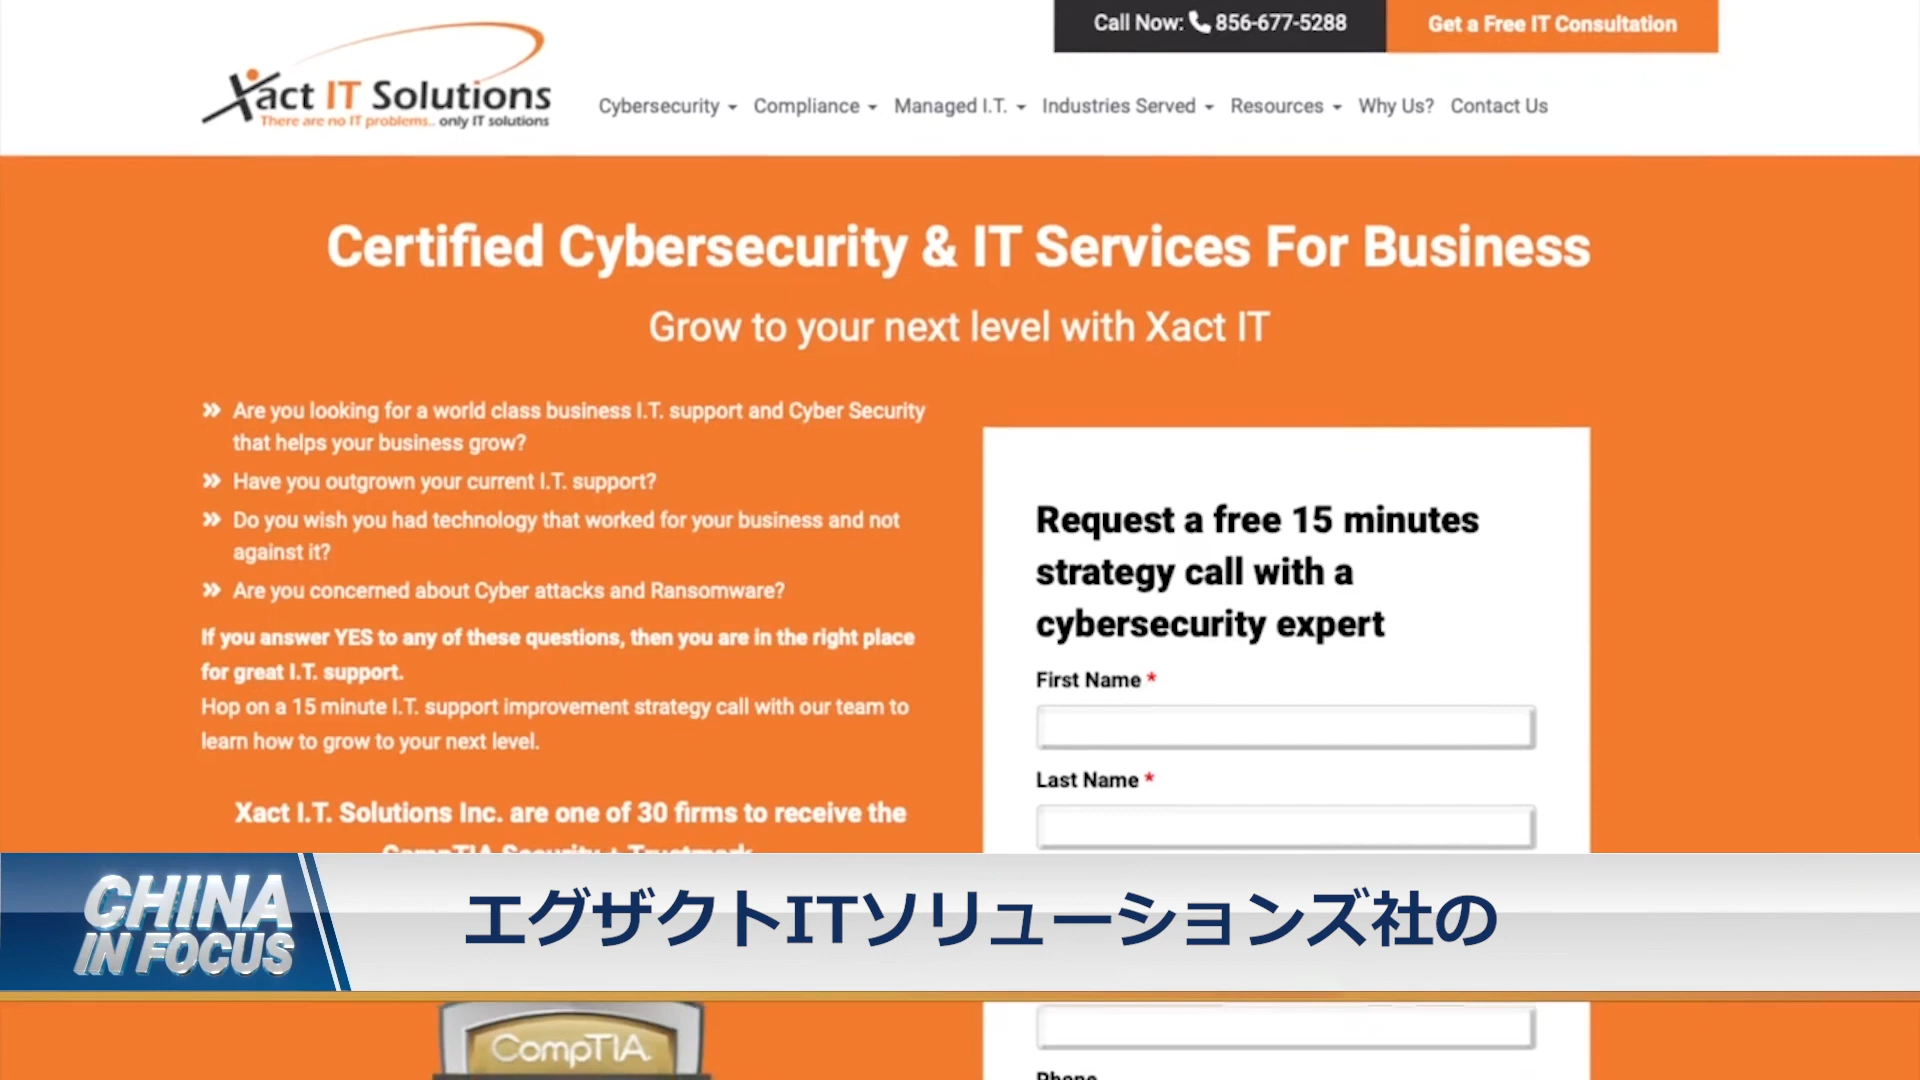 Call Now: 856-677-5288
Get a Free IT Consultation
Xact IT Solutions
There are no IT problems.. only IT solutions
Cybersecurity
Compliance
Managed I.T.
Industries Served
Resources
Why Us?
Contact Us
Certified Cybersecurity & IT Services For Business
Grow to your next level with Xact IT
» Are you looking for a world class business I.T. support and Cyber Security
that helps your business grow?
» Have you outgrown your current I.T. support?
» Do you wish you had technology that worked for your business and not
against it?
» Are you concerned about Cyber attacks and Ransomware?
If you answer YES to any of these questions, then you are in the right place
for great I.T. support.
Hop on a 15 minute I.T. support improvement strategy call with our team to
learn how to grow to your next level.
Xact I.T. Solutions Inc. are one of 30 firms to receive the
CompTIA Security + Trustmark
Request a free 15 minutes
strategy call with a
cybersecurity expert
First Name *
Last Name *
CHINA
IN FOCUS
エグザクトITソリューションズ社の
CompTIA.
Phone